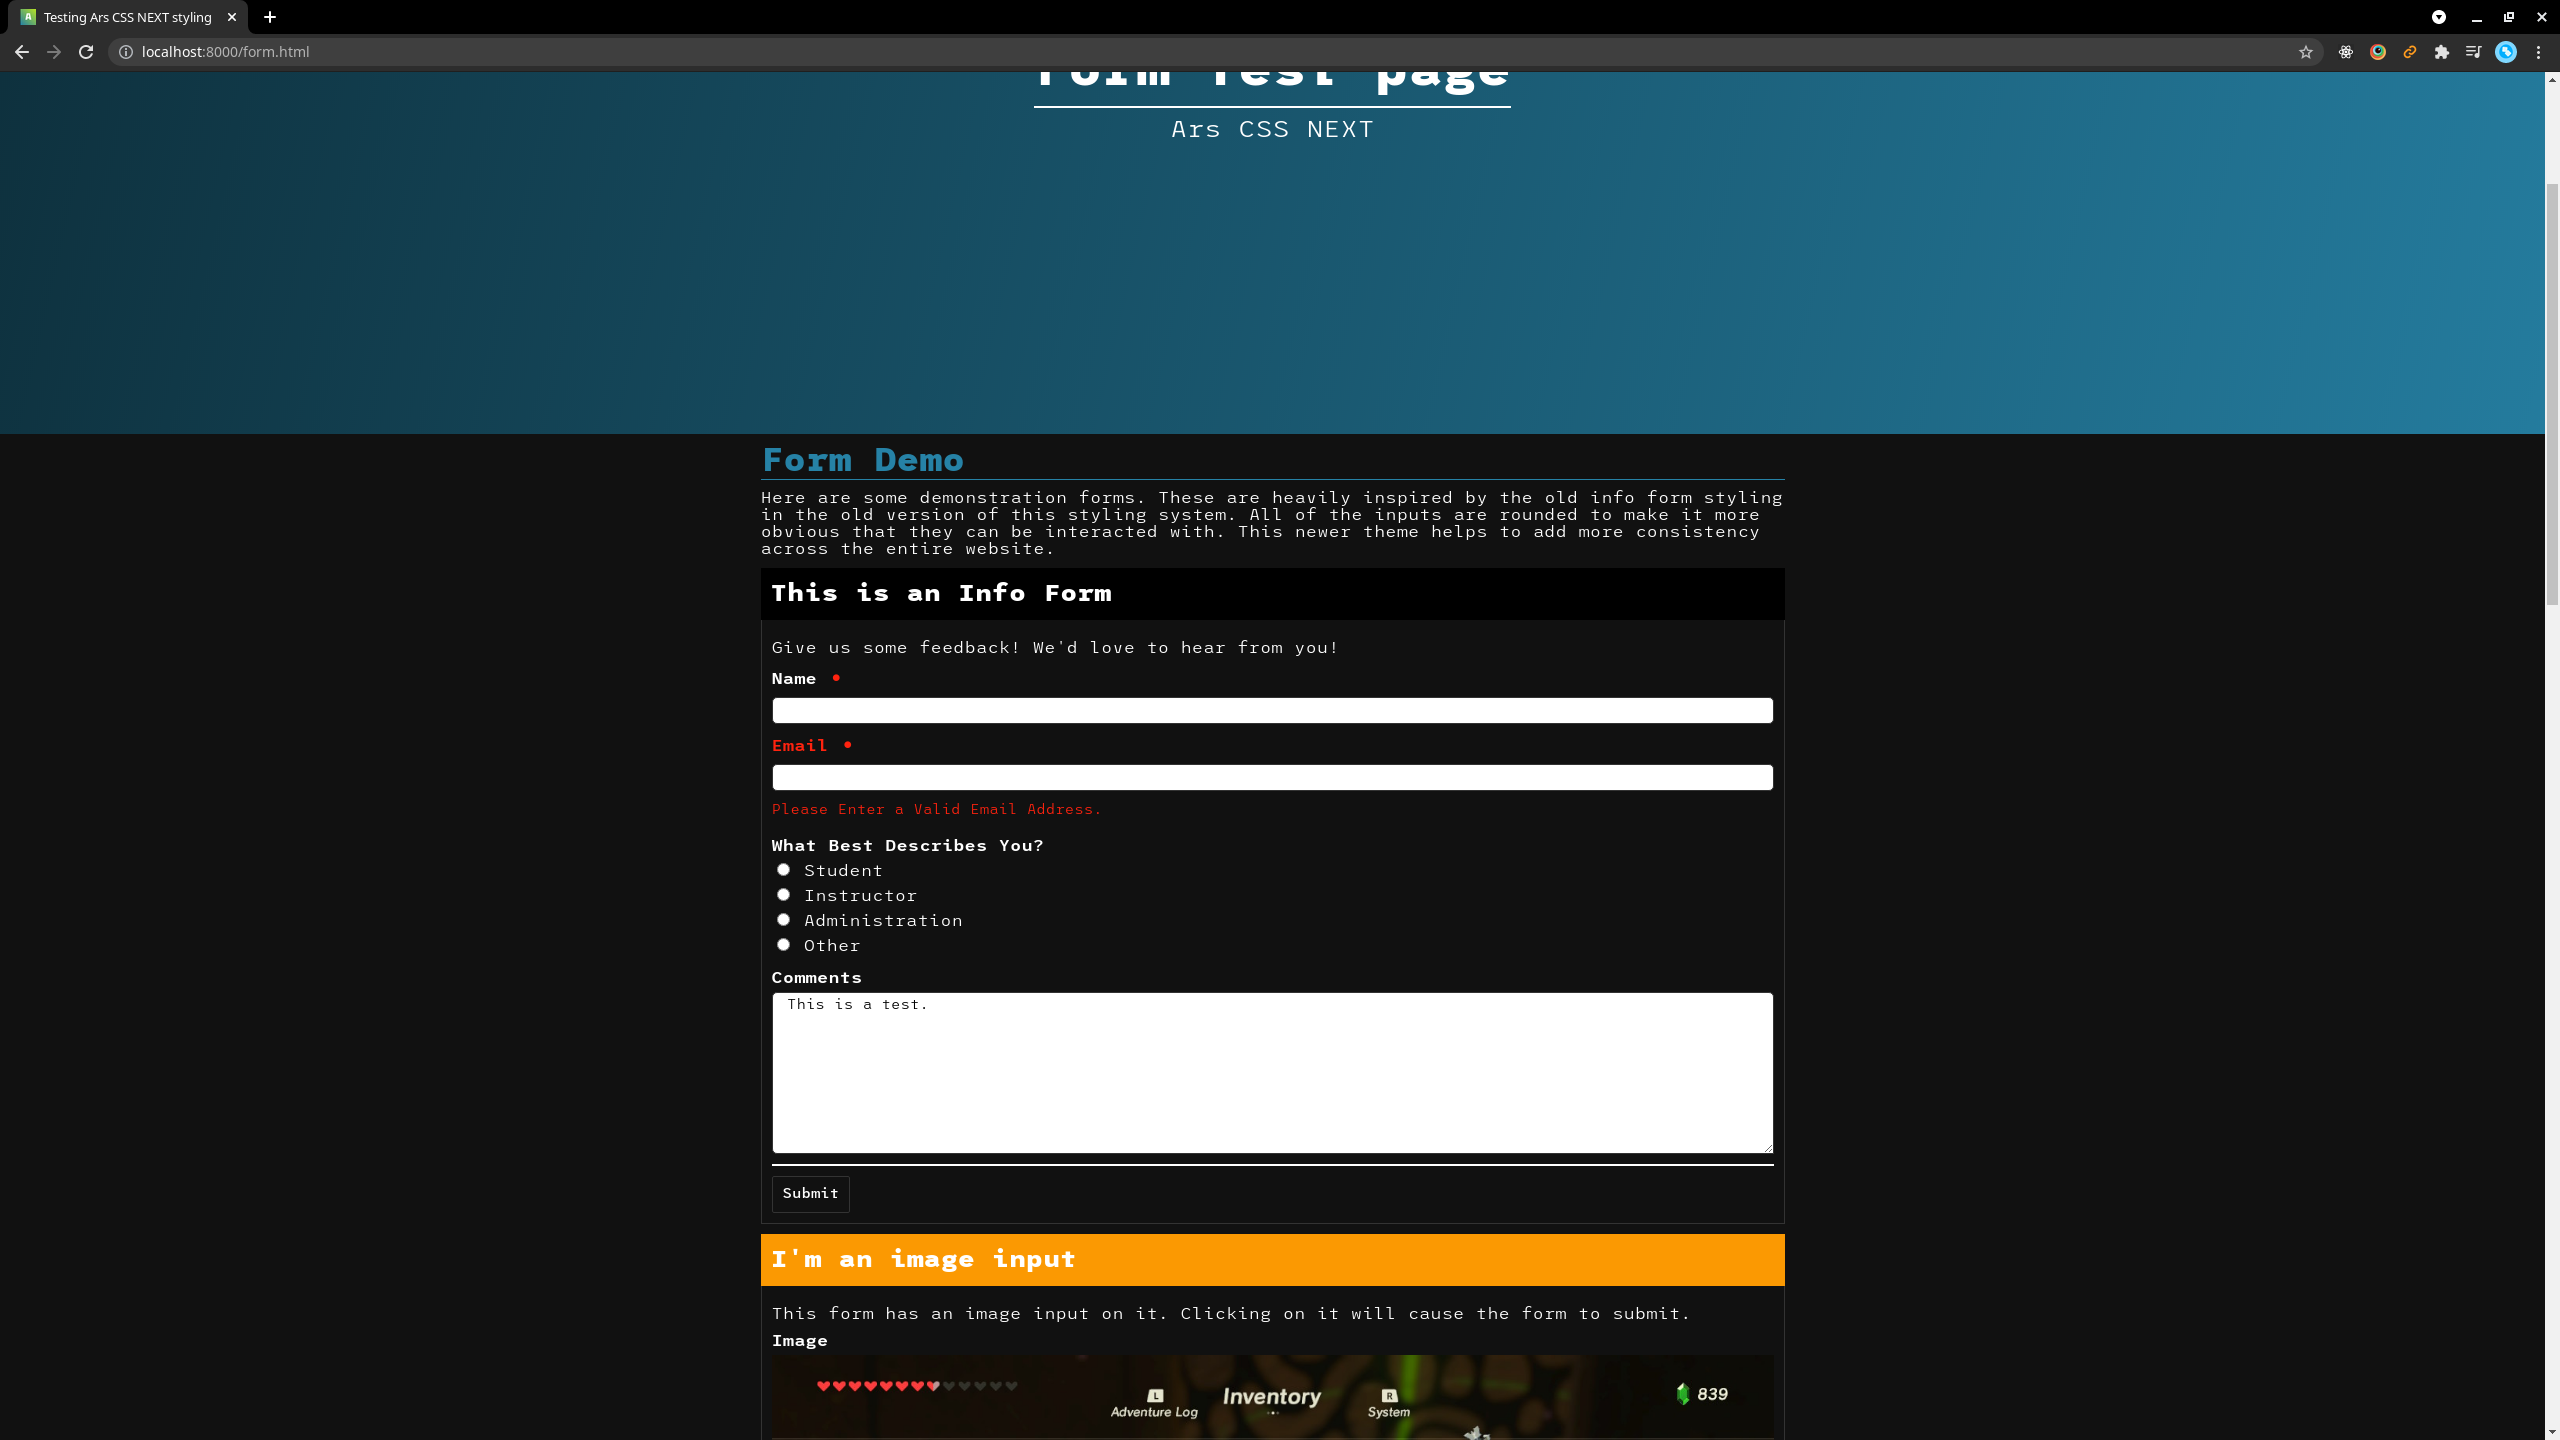 Testing Ars CSS NEXT styling
localhost:8000/form.html
Form Test page
Ars CSS NEXT
Form Demo
Here are some demonstration forms. These are heavily inspired by the old info form styling
in the old version of this styling system. All of the inputs are rounded to make it more
obvious that they can be interacted with. This newer theme helps to add more consistency
across the entire website.
This is an Info Form
Give us some feedback! We'd love to hear from you!
Name •
Email •
Please Enter a Valid Email Address.
What Best Describes You?
Student
Instructor
Administration
Other
Comments
This is a test.
Submit
I'm an image input
This form has an image input on it. Clicking on it will cause the form to submit.
Image
L Inventory R 839
Adventure Log System